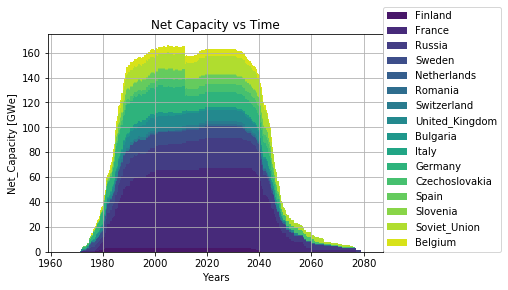 Net Capacity vs Time
Net_Capacity [GWe]
160
140
120
100
80
60
40
20
0
1960
1980
2000
2020
2040
2060
2080
Years
Finland
France
Russia
Sweden
Netherlands
Romania
Switzerland
United_Kingdom
Bulgaria
Italy
Germany
Czechoslovakia
Spain
Slovenia
Soviet_Union
Belgium